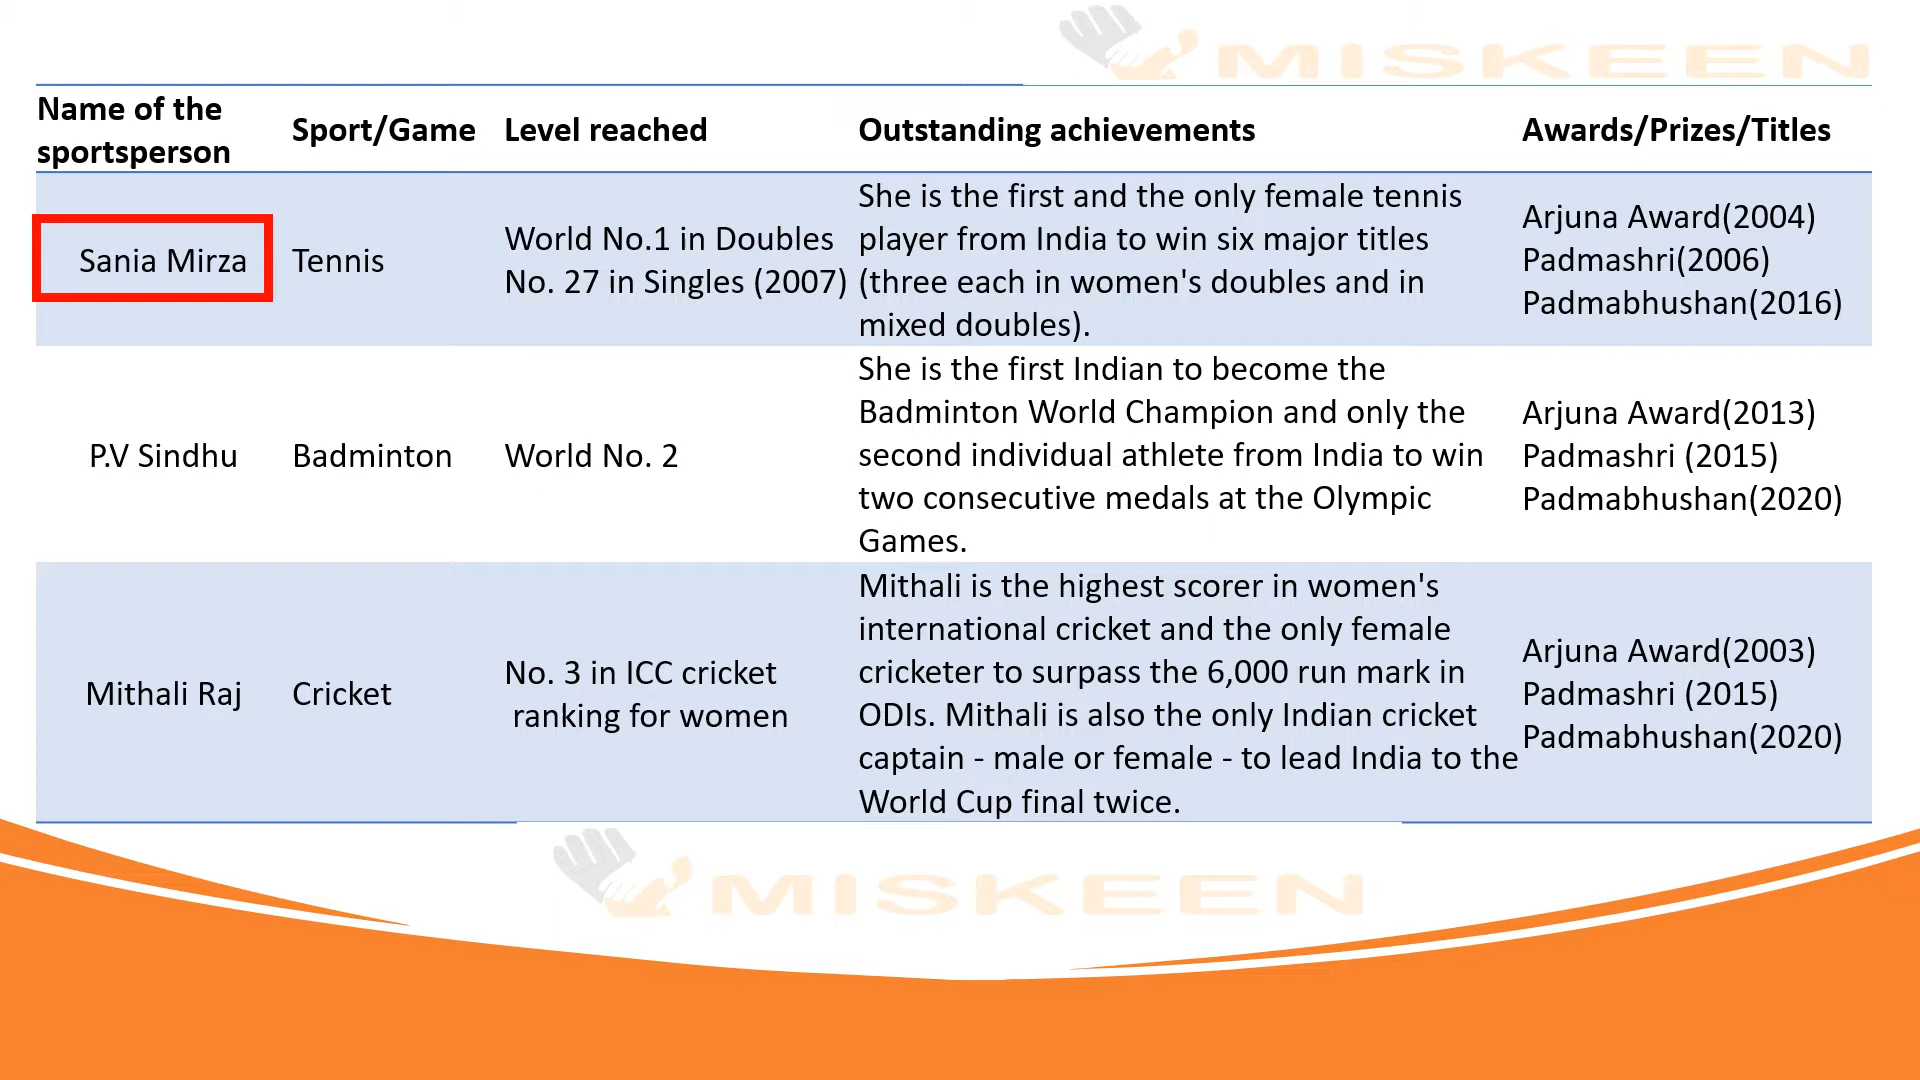 MISKEEN
Name of the
sportsperson
Sport/Game
Level reached
Outstanding achievements
Awards/Prizes/Titles
Sania Mirza
Tennis
World No.1 in Doubles
No. 27 in Singles (2007)
She is the first and the only female tennis
player from India to win six major titles
(three each in women's doubles and in
mixed doubles).
Arjuna Award(2004)
Padmashri(2006)
Padmabhushan(2016)
P.V Sindhu
Badminton
World No. 2
She is the first Indian to become the
Badminton World Champion and only the
second individual athlete from India to win
two consecutive medals at the Olympic
Games.
Arjuna Award(2013)
Padmashri (2015)
Padmabhushan(2020)
Mithali Raj
Cricket
No. 3 in ICC cricket
ranking for women
Mithali is the highest scorer in women's
international cricket and the only female
cricketer to surpass the 6,000 run mark in
ODIs. Mithali is also the only Indian cricket
captain - male or female - to lead India to the
World Cup final twice.
Arjuna Award(2003)
Padmashri (2015)
Padmabhushan(2020)
MISKEEN